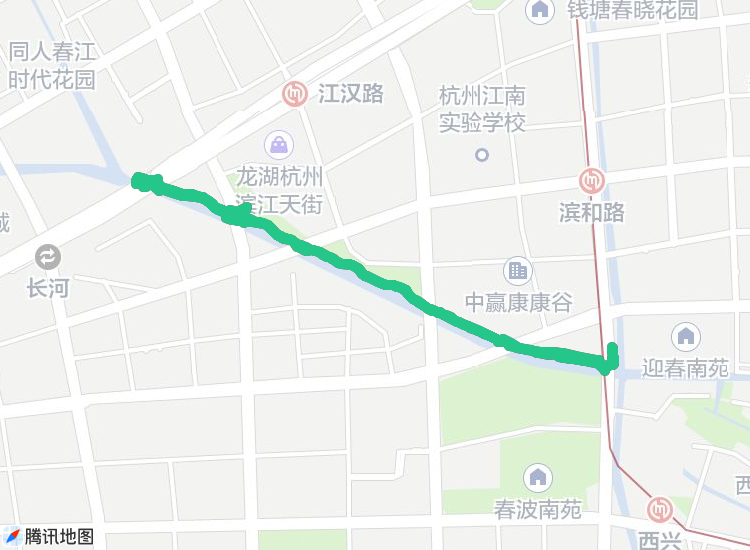 钱塘春晓花园
同人春江
时代花园
江汉路
杭州江南
实验学校
龙湖杭州
滨江天街
滨和路
城
长河
中赢康康谷
迎春南苑
春波南苑
西
西兴
腾讯地图